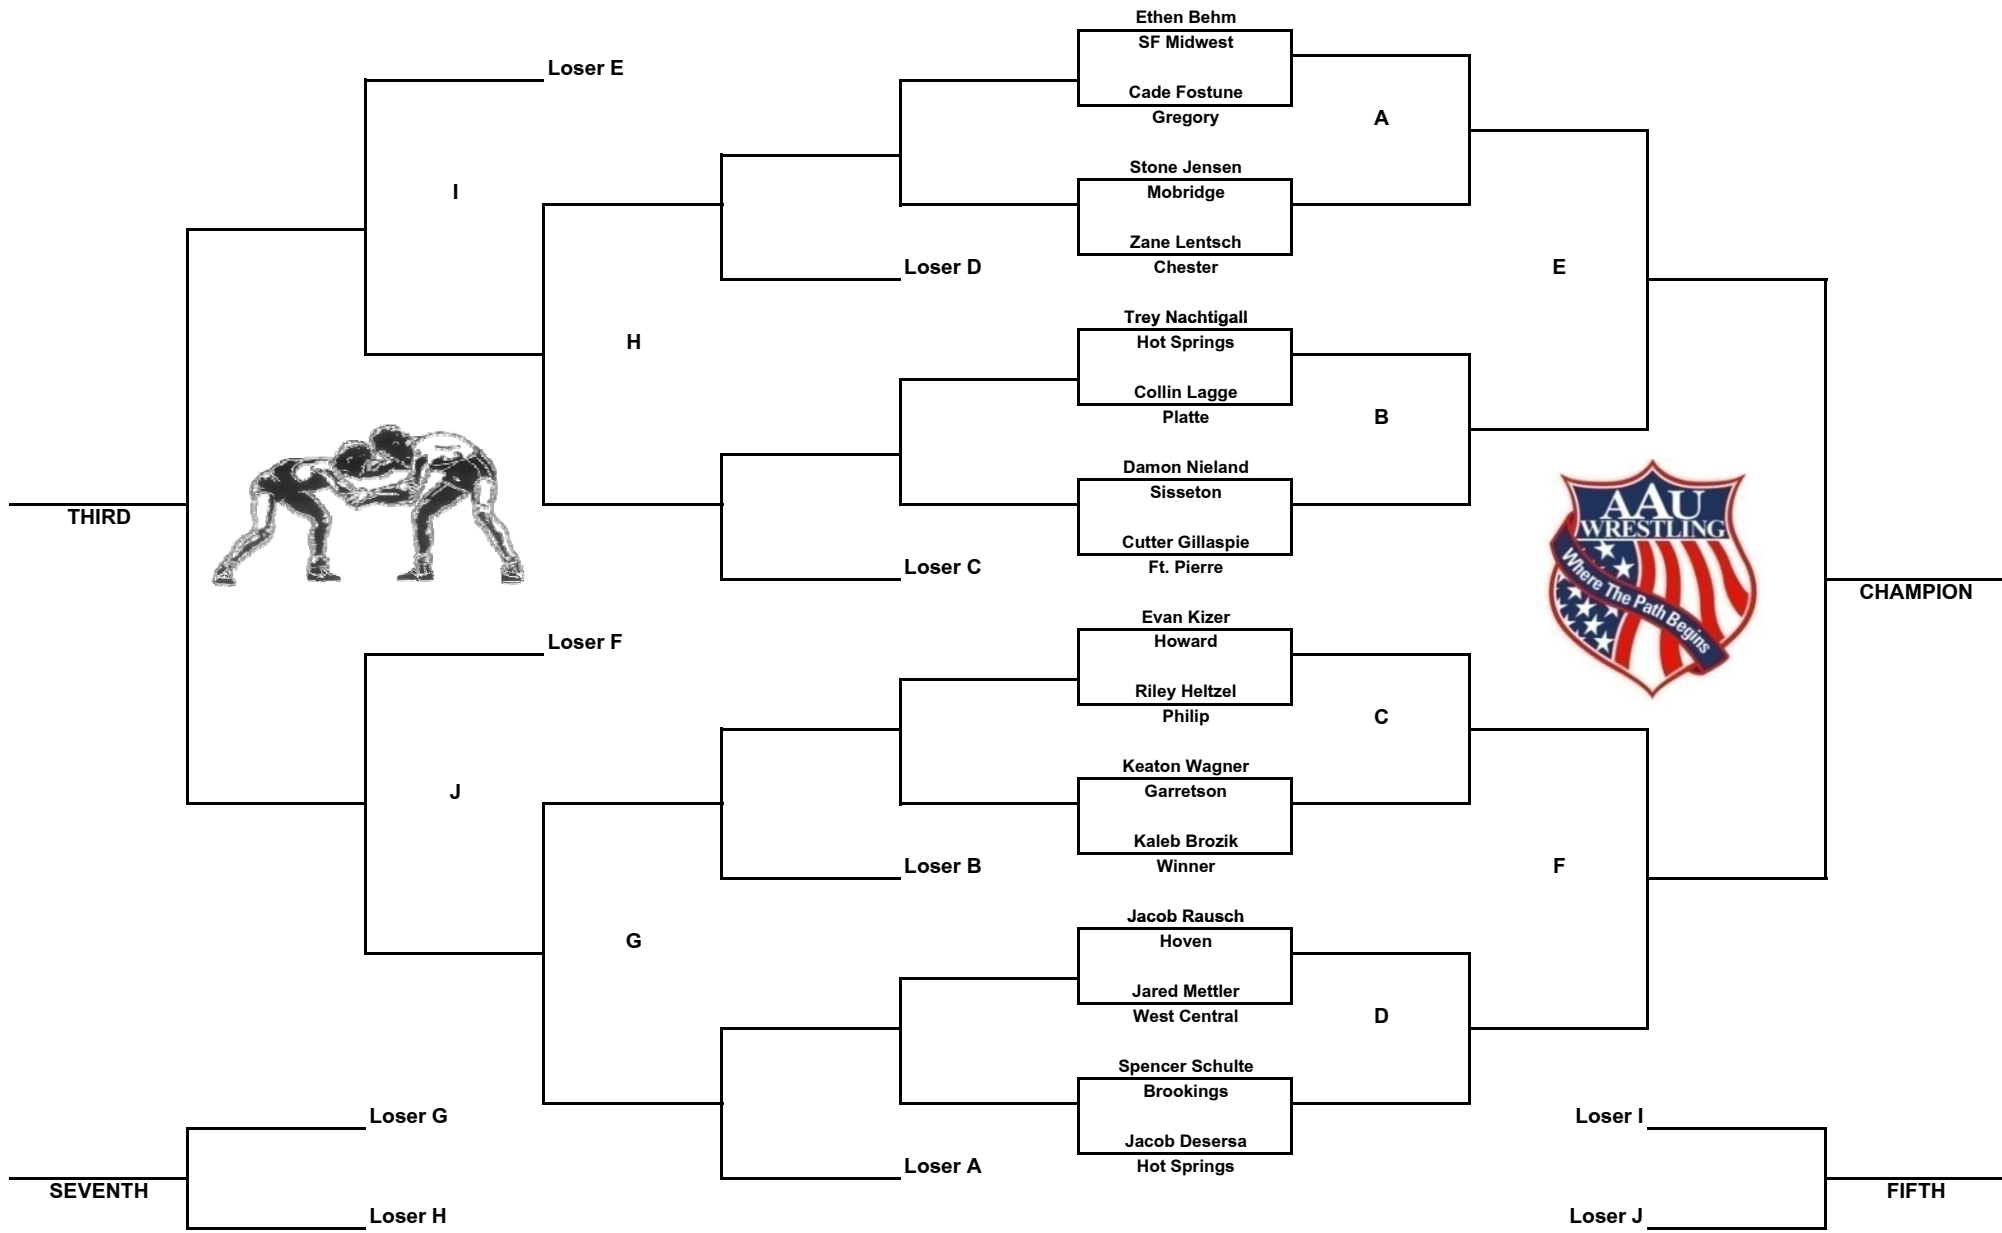 Ethen Behm
SF Midwest
Loser E
Cade Fostune
Gregory
A
Stone Jensen
Mobridge
I
Zane Lentsch
Chester
Loser D
E
Trey Nachtigall
Hot Springs
H
Collin Lagge
Platte
B
Damon Nieland
Sisseton
THIRD
AAU
WRESTLING
Where The Path Begins
Cutter Gillaspie
Ft. Pierre
Loser C
CHAMPION
Evan Kizer
Howard
Loser F
Riley Heltzel
Philip
C
Keaton Wagner
Garretson
J
Kaleb Brozik
Winner
Loser B
F
Jacob Rausch
Hoven
G
Jared Mettler
West Central
D
Spencer Schulte
Brookings
Loser G
Loser I
Jacob Desersa
Hot Springs
Loser A
SEVENTH
FIFTH
Loser H
Loser J